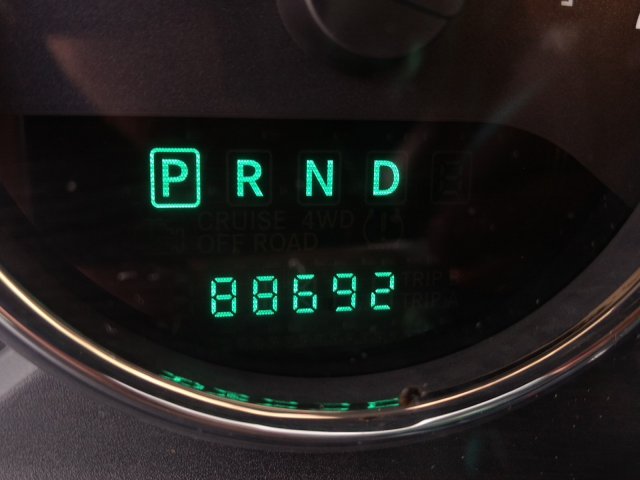 P R N D
CRUISE 4WD
OFF ROAD
88692
TRIP B
TRIP A